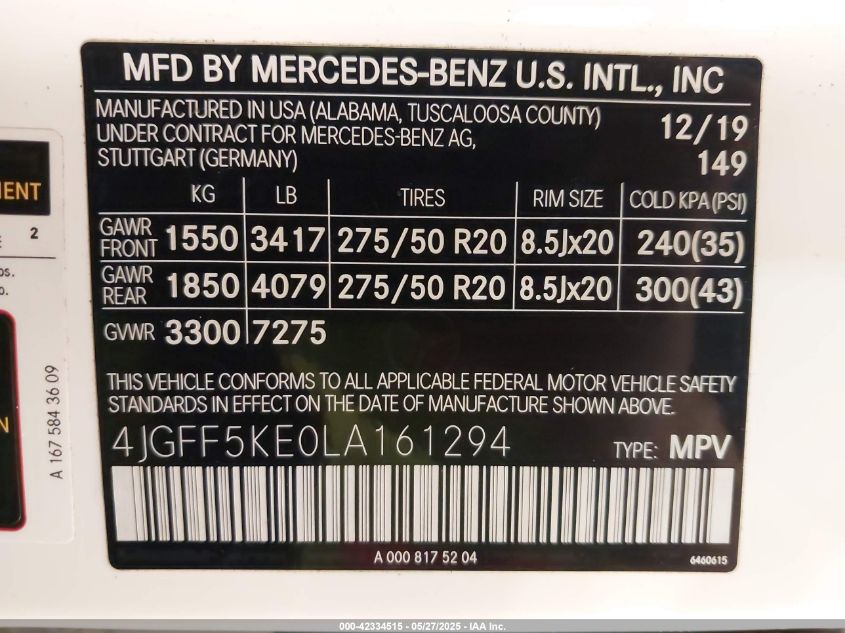 MFD BY MERCEDES-BENZ U.S. INTL., INC
MANUFACTURED IN USA (ALABAMA, TUSCALOOSA COUNTY)
UNDER CONTRACT FOR MERCEDES-BENZ AG,
STUTTGART (GERMANY)
12/19
149
KG LB TIRES RIM SIZE COLD KPA(PSI)
GAWR FRONT 1550 3417 275/50 R20 8.5Jx20 240(35)
GAWR REAR 1850 4079 275/50 R20 8.5Jx20 300(43)
GVWR 3300 7275
THIS VEHICLE CONFORMS TO ALL APPLICABLE FEDERAL MOTOR VEHICLE SAFETY
STANDARDS IN EFFECT ON THE DATE OF MANUFACTURE SHOWN ABOVE.
4JGFF5KE0LA161294 TYPE: MPV
A 000 817 52 04
6460615
2
A 167 584 36 09
000-42334515 - 05/27/2025 - IAA Inc.